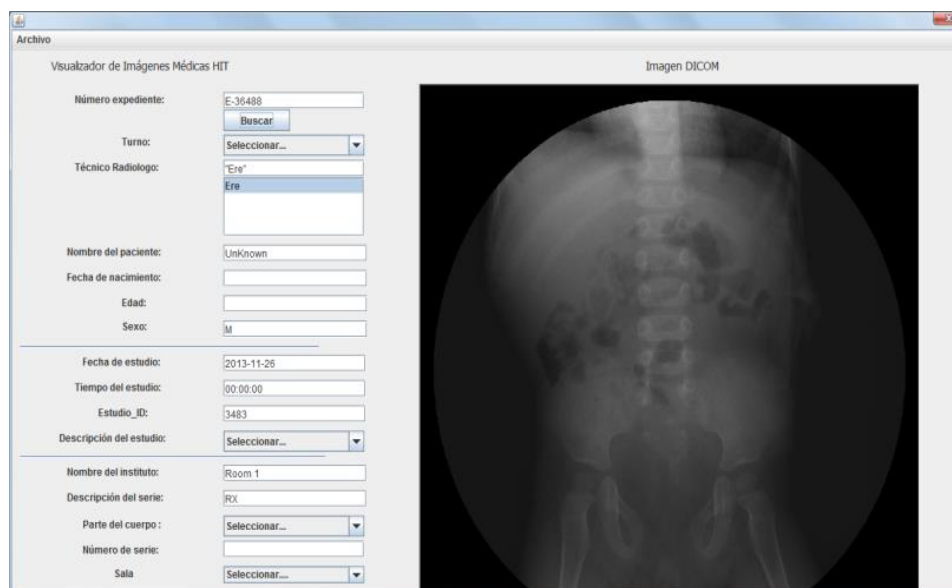 Archivo
Visualizador de Imágenes Médicas HIT
Imagen DICOM
Número expediente: E-36488
Buscar
Turno: Seleccionar...
Técnico Radiologo: "Ere"
Ere
Nombre del paciente: UnKnown
Fecha de nacimiento:
Edad:
Sexo: M
Fecha de estudio: 2013-11-26
Tiempo del estudio: 00:00:00
Estudio_ID: 3483
Descripción del estudio: Seleccionar...
Nombre del instituto: Room 1
Descripción del serie: RX
Parte del cuerpo : Seleccionar...
Número de serie:
Sala Seleccionar....